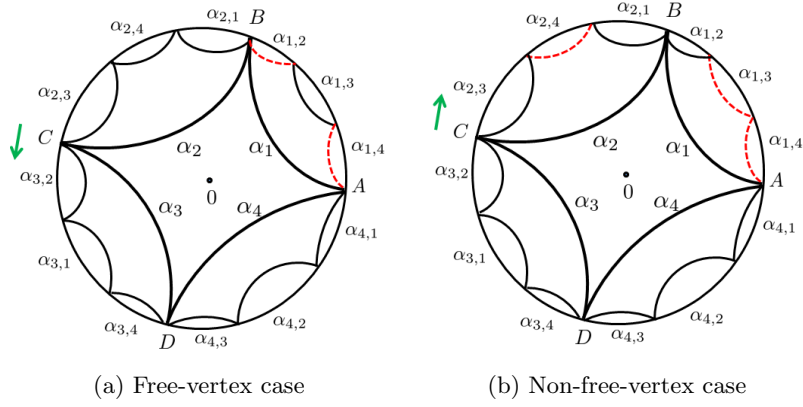 α2,1
B
α2,4
α1,2
α1,3
α2,3
C
α2
α1
α1,4
α3,2
0
A
α3
α4
α4,1
α3,1
α4,2
α3,4
D
α4,3
(a) Free-vertex case
α2,1
B
α2,4
α1,2
α1,3
α2,3
C
α2
α1
α1,4
α3,2
0
A
α3
α4
α4,1
α3,1
α4,2
α3,4
D
α4,3
(b) Non-free-vertex case